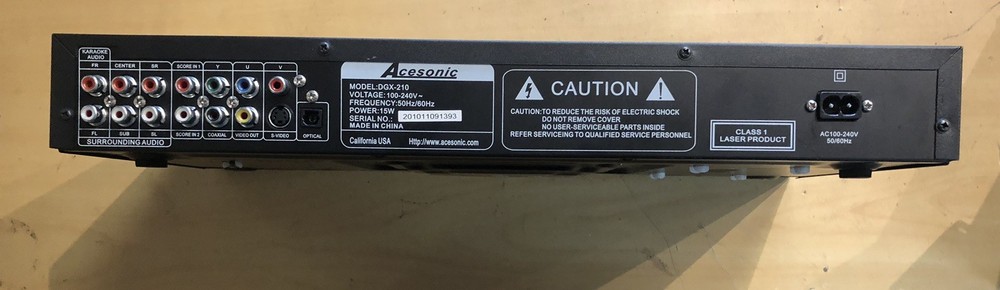 KARAOKE
AUDIO
FR CENTER SR SCORE IN 1 Y U V
FL SUB SL SCORE IN 2 COAXIAL VIDEO OUT S-VIDEO OPTICAL
SURROUNDING AUDIO
Acesonic
MODEL:DGX-210
VOLTAGE:100-240V~
FREQUENCY:50Hz/60Hz
POWER:15W
SERIAL NO.: 201011091393
MADE IN CHINA
California USA Http://www.acesonic.com
CAUTION
CAUTION:TO REDUCE THE RISK OF ELECTRIC SHOCK
DO NOT REMOVE COVER
NO USER-SERVICEABLE PARTS INSIDE
REFER SERVICEING TO QUALIFIED SERVICE PERSONNEL
CLASS 1
LASER PRODUCT
AC100-240V
50/60Hz